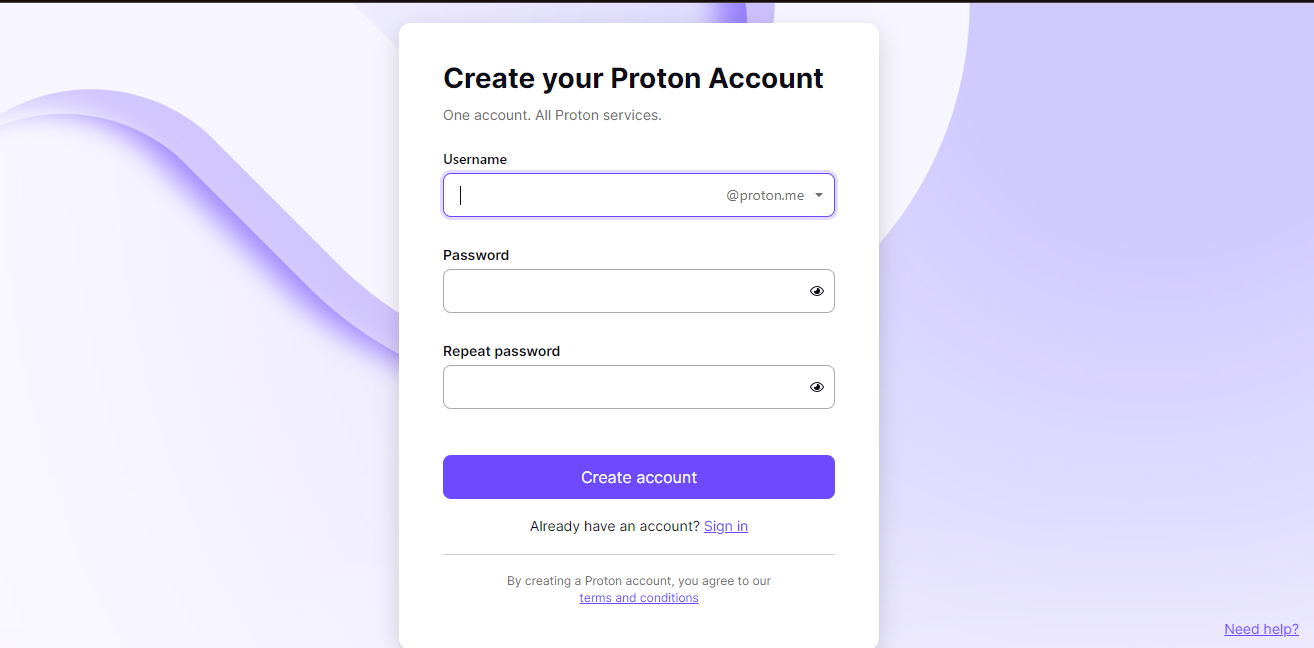 Create your Proton Account
One account. All Proton services.
Username
@proton.me
Password
Repeat password
Create account
Already have an account? Sign in
By creating a Proton account, you agree to our
terms and conditions
Need help?